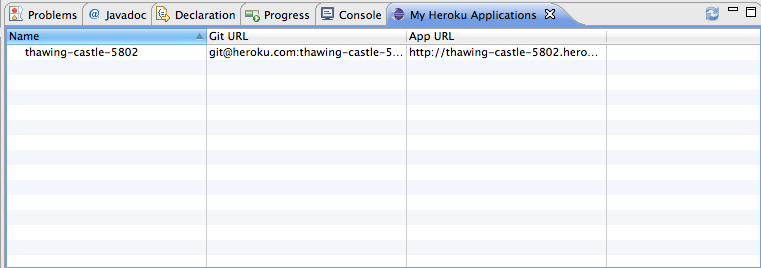 Problems @ Javadoc Declaration Progress Console My Heroku Applications
Name Git URL App URL
thawing-castle-5802 git@heroku.com:thawing-castle-5... http://thawing-castle-5802.hero...